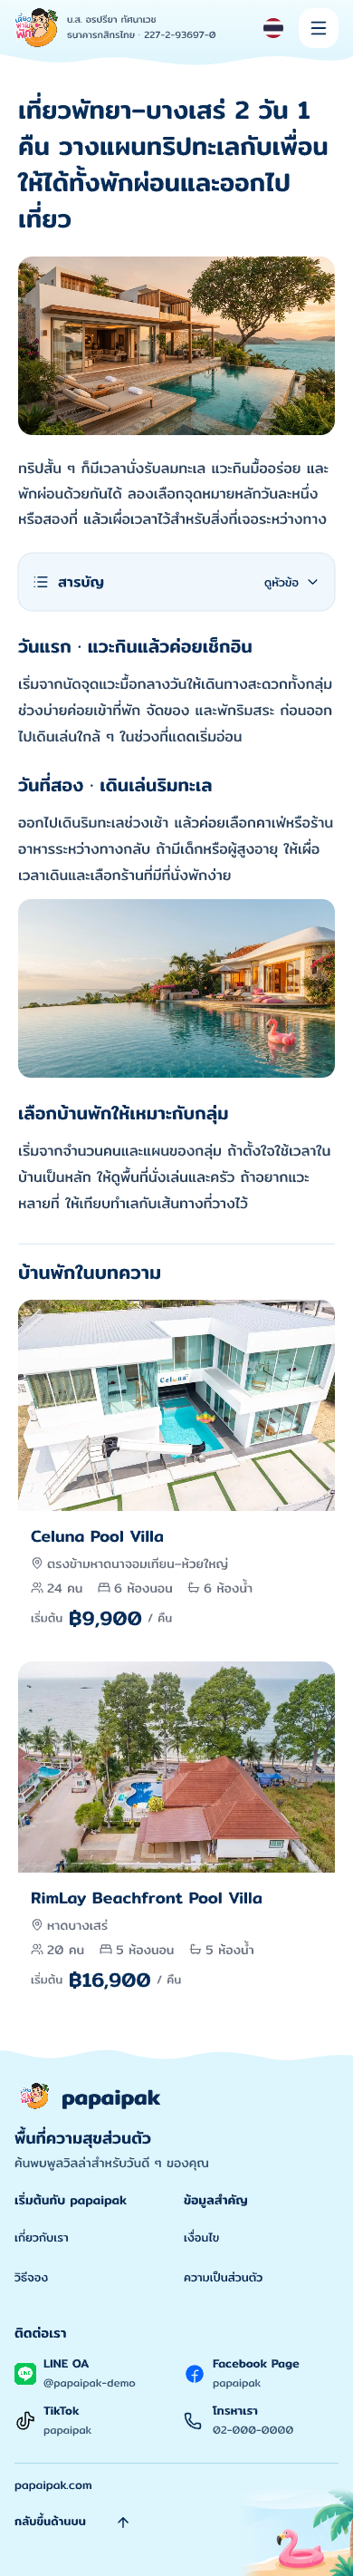 น.ส. อรปรียา ทัศนาเวช
ธนาคารกสิกรไทย · 227-2-93697-0
เที่ยวพัทยา–บางเสร่ 2 วัน 1
คืน วางแผนทริปทะเลกับเพื่อน
ให้ได้ทั้งพักผ่อนและออกไป
เที่ยว
ทริปสั้น ๆ ก็มีเวลานั่งรับลมทะเล แวะกินมื้ออร่อย และ
พักผ่อนด้วยกันได้ ลองเลือกจุดหมายหลักวันละหนึ่ง
หรือสองที่ แล้วเผื่อเวลาไว้สำหรับสิ่งที่เจอระหว่างทาง
สารบัญ
ดูหัวข้อ
วันแรก · แวะกินแล้วค่อยเช็กอิน
เริ่มจากนัดจุดแวะมื้อกลางวันให้เดินทางสะดวกทั้งกลุ่ม
ช่วงบ่ายค่อยเข้าที่พัก จัดของ และพักริมสระ ก่อนออก
ไปเดินเล่นใกล้ ๆ ในช่วงที่แดดเริ่มอ่อน
วันที่สอง · เดินเล่นริมทะเล
ออกไปเดินริมทะเลช่วงเช้า แล้วค่อยเลือกคาเฟ่หรือร้าน
อาหารระหว่างทางกลับ ถ้ามีเด็กหรือผู้สูงอายุ ให้เผื่อ
เวลาเดินและเลือกร้านที่มีที่นั่งพักง่าย
เลือกบ้านพักให้เหมาะกับกลุ่ม
เริ่มจากจำนวนคนและแผนของกลุ่ม ถ้าตั้งใจใช้เวลาใน
บ้านเป็นหลัก ให้ดูพื้นที่นั่งเล่นและครัว ถ้าอยากแวะ
หลายที่ ให้เทียบทำเลกับเส้นทางที่วางไว้
บ้านพักในบทความ
Celuna
Celuna Pool Villa
ตรงข้ามหาดนาจอมเทียน–ห้วยใหญ่
24 คน 6 ห้องนอน 6 ห้องน้ำ
เริ่มต้น ฿9,900 / คืน
RimLay Beachfront Pool Villa
หาดบางเสร่
20 คน 5 ห้องนอน 5 ห้องน้ำ
เริ่มต้น ฿16,900 / คืน
papaipak
พื้นที่ความสุขส่วนตัว
ค้นพบพูลวิลล่าสำหรับวันดี ๆ ของคุณ
เริ่มต้นกับ papaipak
ข้อมูลสำคัญ
เกี่ยวกับเรา
เงื่อนไข
วิธีจอง
ความเป็นส่วนตัว
ติดต่อเรา
LINE OA
@papaipak-demo
Facebook Page
papaipak
TikTok
papaipak
โทรหาเรา
02-000-0000
papaipak.com
กลับขึ้นด้านบน